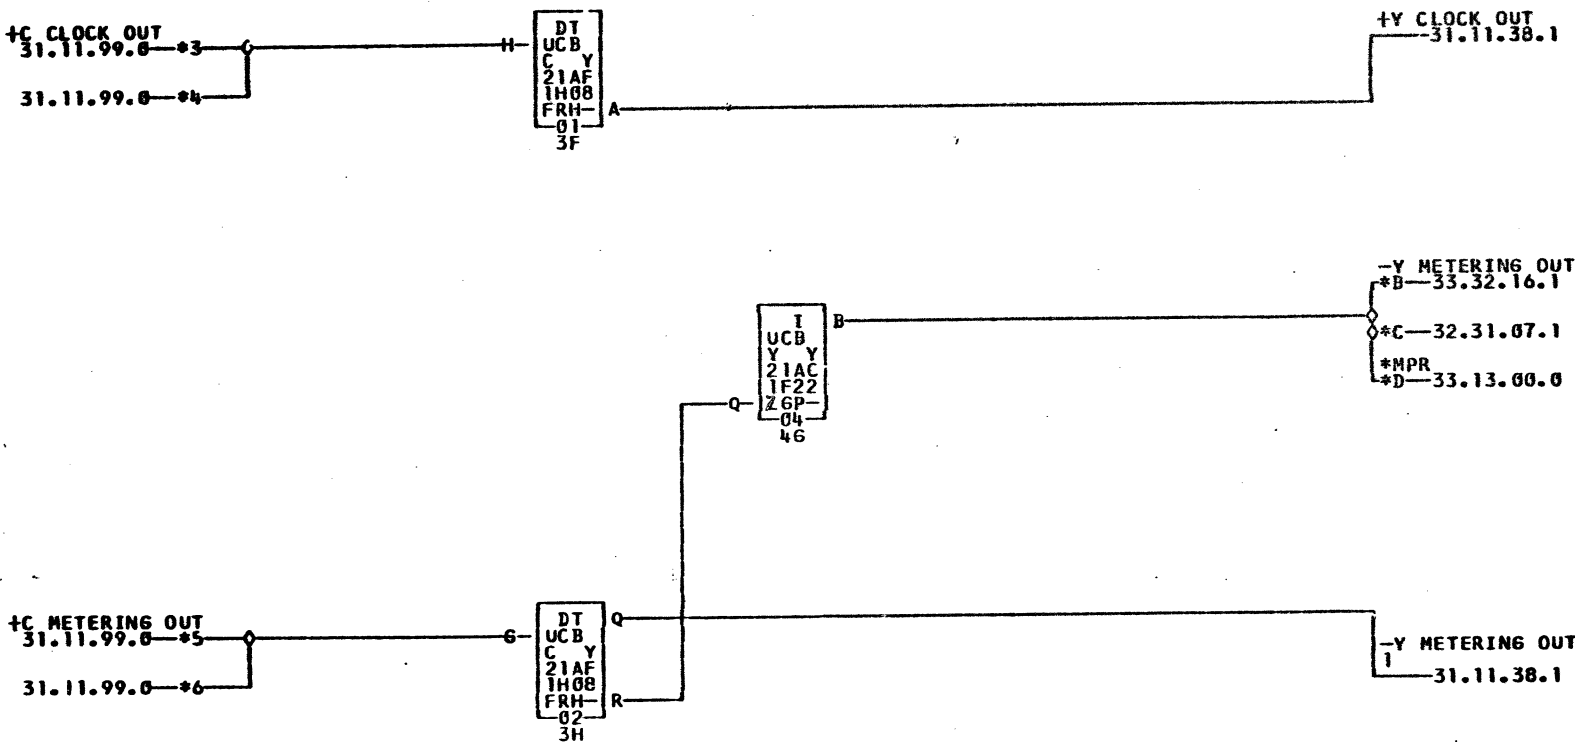 +C CLOCK OUT
31.11.99.0—*3
31.11.99.0—*4
H
DT
UCB
C Y
21AF
1H08
FRH-
01
3F
A
+Y CLOCK OUT
31.11.38.1
-Y METERING OUT
*B—33.32.16.1
*C—32.31.07.1
*MPR
*D—33.13.00.0
I
UCB
Y Y
21AC
1F22
26P-
04
46
B
Q
+C METERING OUT
31.11.99.0—*5
31.11.99.0—*6
G
DT
UCB
C Y
21AF
1H08
FRH-
02
3H
Q
R
-Y METERING OUT
1
31.11.38.1